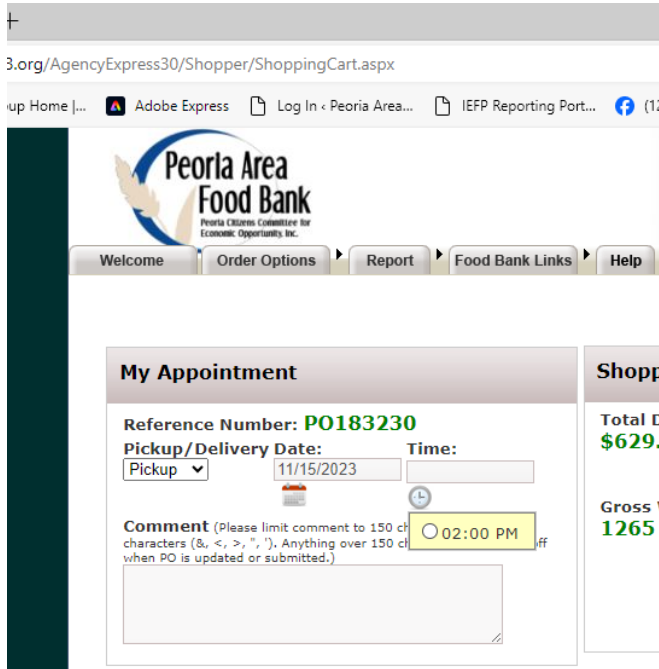 3.org/AgencyExpress30/Shopper/ShoppingCart.aspx
oup Home |... Adobe Express Log In ‹ Peoria Area... IEFP Reporting Port... (12
Peoria Area
Food Bank
Peoria Citizens Committee for
Economic Opportunity, Inc.
Welcome Order Options Report Food Bank Links Help
My Appointment
Shopp
Reference Number: PO183230
Total D
$629.
Pickup/Delivery Date: Time:
Pickup 11/15/2023
Gross W
1265
Comment (Please limit comment to 150 ch
02:00 PM
characters (&, <, >, ", '). Anything over 150 ch off
when PO is updated or submitted.)